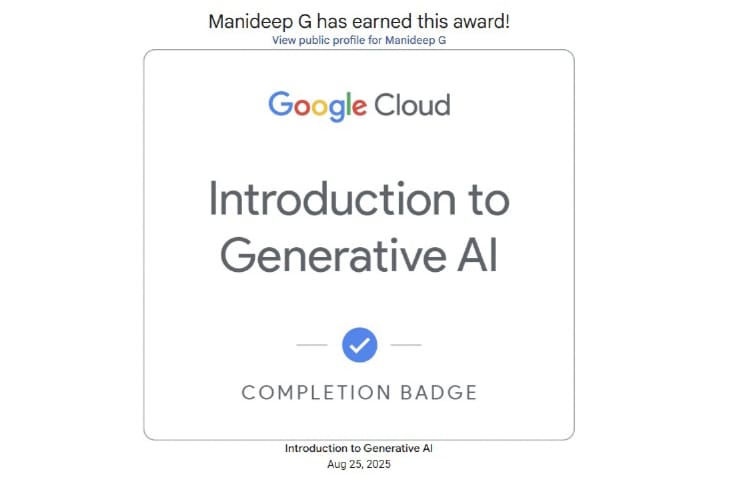 Manideep G has earned this award!
View public profile for Manideep G
Google Cloud
Introduction to
Generative AI
COMPLETION BADGE
Introduction to Generative AI
Aug 25, 2025